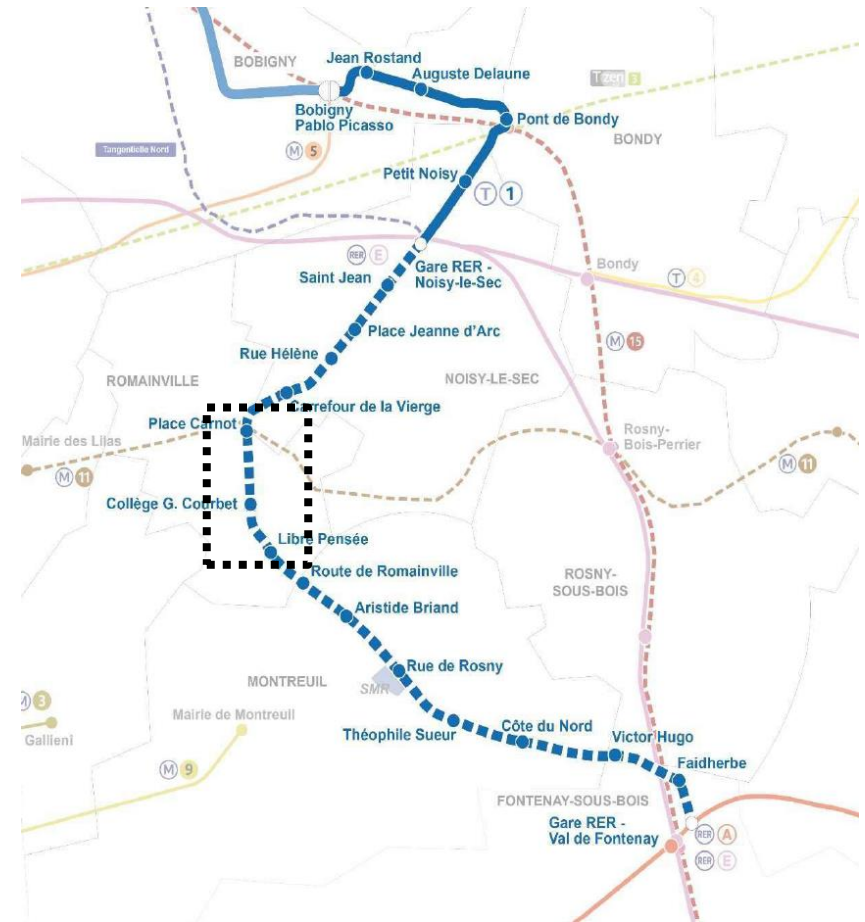 Jean Rostand
BOBIGNY
Auguste Delaune
T zen 3
Bobigny
Pablo Picasso
Pont de Bondy
BONDY
Tangentielle Nord
M 5
Petit Noisy
T 1
RER E
Gare RER -
Noisy-le-Sec
Saint Jean
Bondy
T 4
Place Jeanne d'Arc
M 15
Rue Hélène
ROMAINVILLE
NOISY-LE-SEC
Carrefour de la Vierge
Place Carnot
Mairie des Lilas
Rosny-
Bois-Perrier
M 11
M 11
Collège G. Courbet
Libre Pensée
Route de Romainville
ROSNY-
SOUS-BOIS
Aristide Briand
Rue de Rosny
MONTREUIL
SMR
M 3
Mairie de Montreuil
Gallieni
Théophile Sueur
Côte du Nord
Victor Hugo
M 9
Faidherbe
FONTENAY-SOUS-BOIS
Gare RER -
Val de Fontenay
RER A
RER E